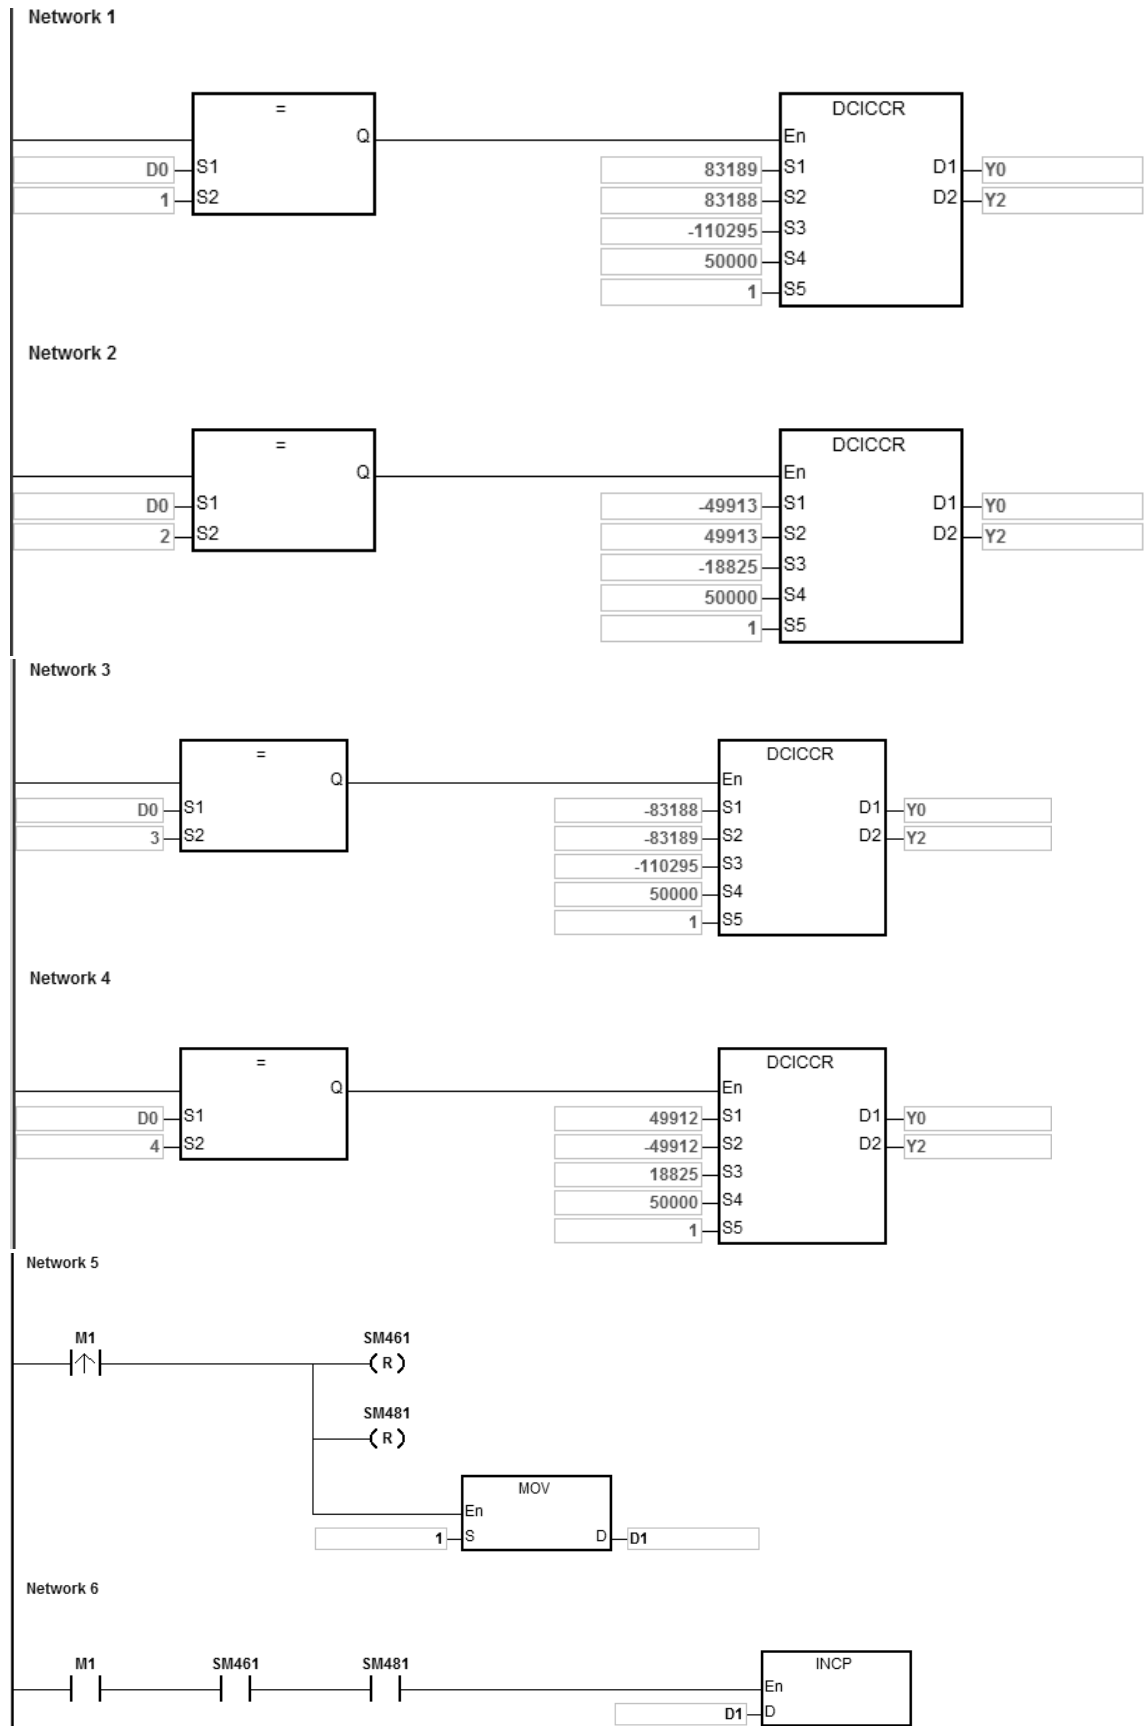 Network 1
=
DCICCR
Q
En
D0 S1
83189 S1 D1 Y0
1 S2
83188 S2 D2 Y2
-110295 S3
50000 S4
1 S5
Network 2
=
DCICCR
Q
En
D0 S1
-49913 S1 D1 Y0
2 S2
49913 S2 D2 Y2
-18825 S3
50000 S4
1 S5
Network 3
=
DCICCR
Q
En
D0 S1
-83188 S1 D1 Y0
3 S2
-83189 S2 D2 Y2
-110295 S3
50000 S4
1 S5
Network 4
=
DCICCR
Q
En
D0 S1
49912 S1 D1 Y0
4 S2
-49912 S2 D2 Y2
18825 S3
50000 S4
1 S5
Network 5
M1 SM461
R
SM481
R
MOV
En
1 S D D1
Network 6
M1 SM461 SM481
INCP
En
D1 D